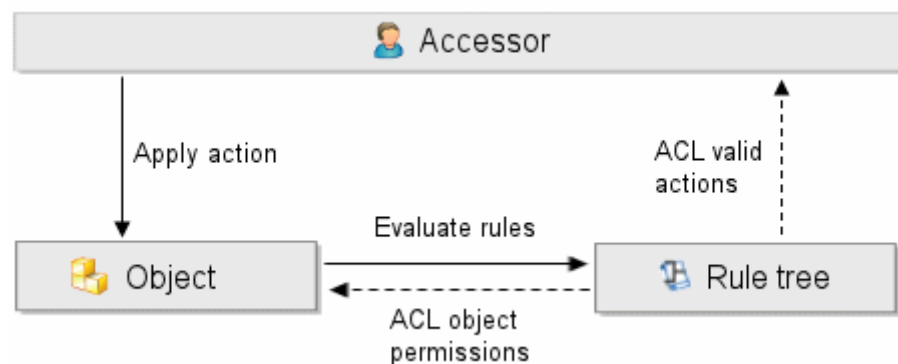 Accessor
Apply action
ACL valid
actions
Evaluate rules
Object
Rule tree
ACL object
permissions